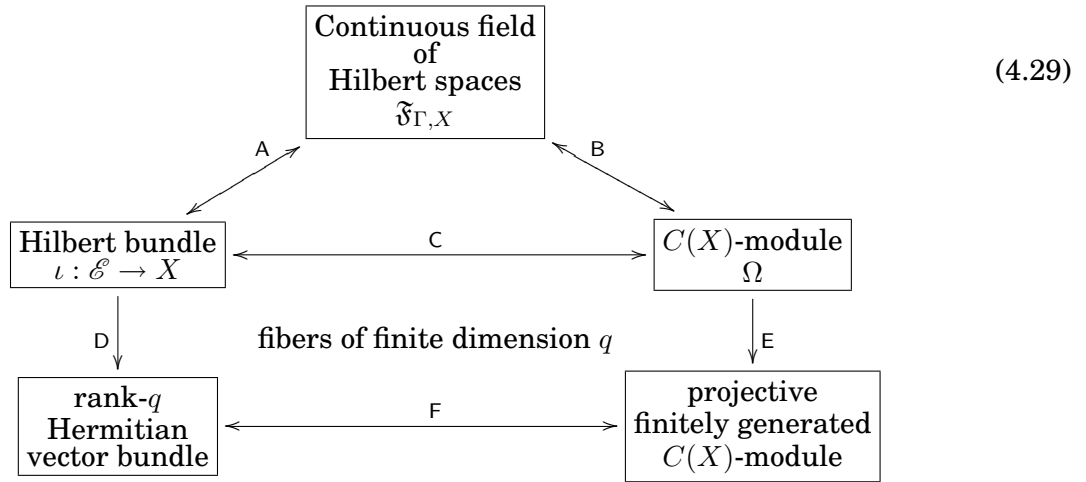 Continuous field
of
Hilbert spaces
𝔉Γ,X
(4.29)
A
B
Hilbert bundle
ι : ℰ → X
C
C(X)-module
Ω
D
fibers of finite dimension q
E
rank-q
Hermitian
vector bundle
F
projective
finitely generated
C(X)-module